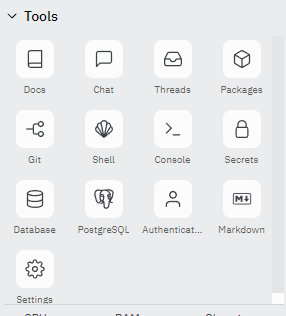 Tools
Docs Chat Threads Packages
Git Shell Console Secrets
M↓
Database PostgreSQL Authenticat... Markdown
Settings